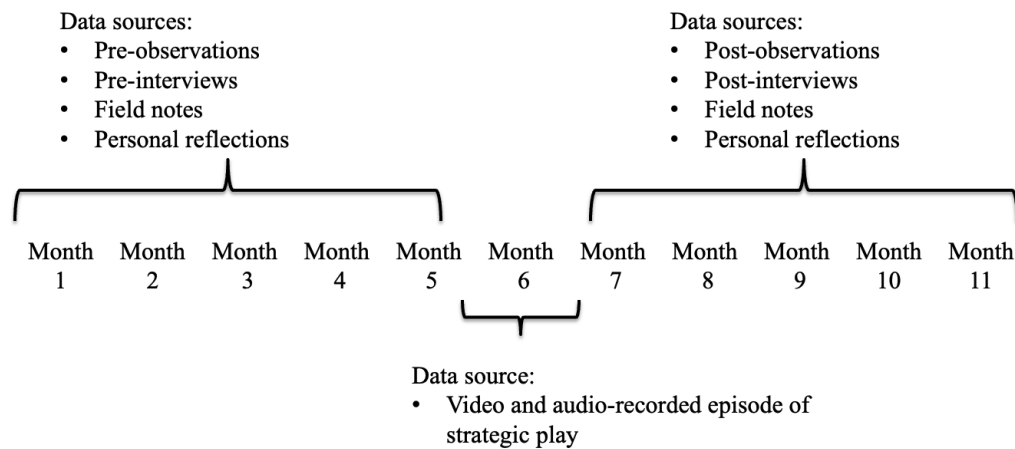 Data sources:
• Pre-observations
• Pre-interviews
• Field notes
• Personal reflections
Data sources:
• Post-observations
• Post-interviews
• Field notes
• Personal reflections
Month Month Month Month Month Month Month Month Month Month Month
1 2 3 4 5 6 7 8 9 10 11
Data source:
• Video and audio-recorded episode of
strategic play